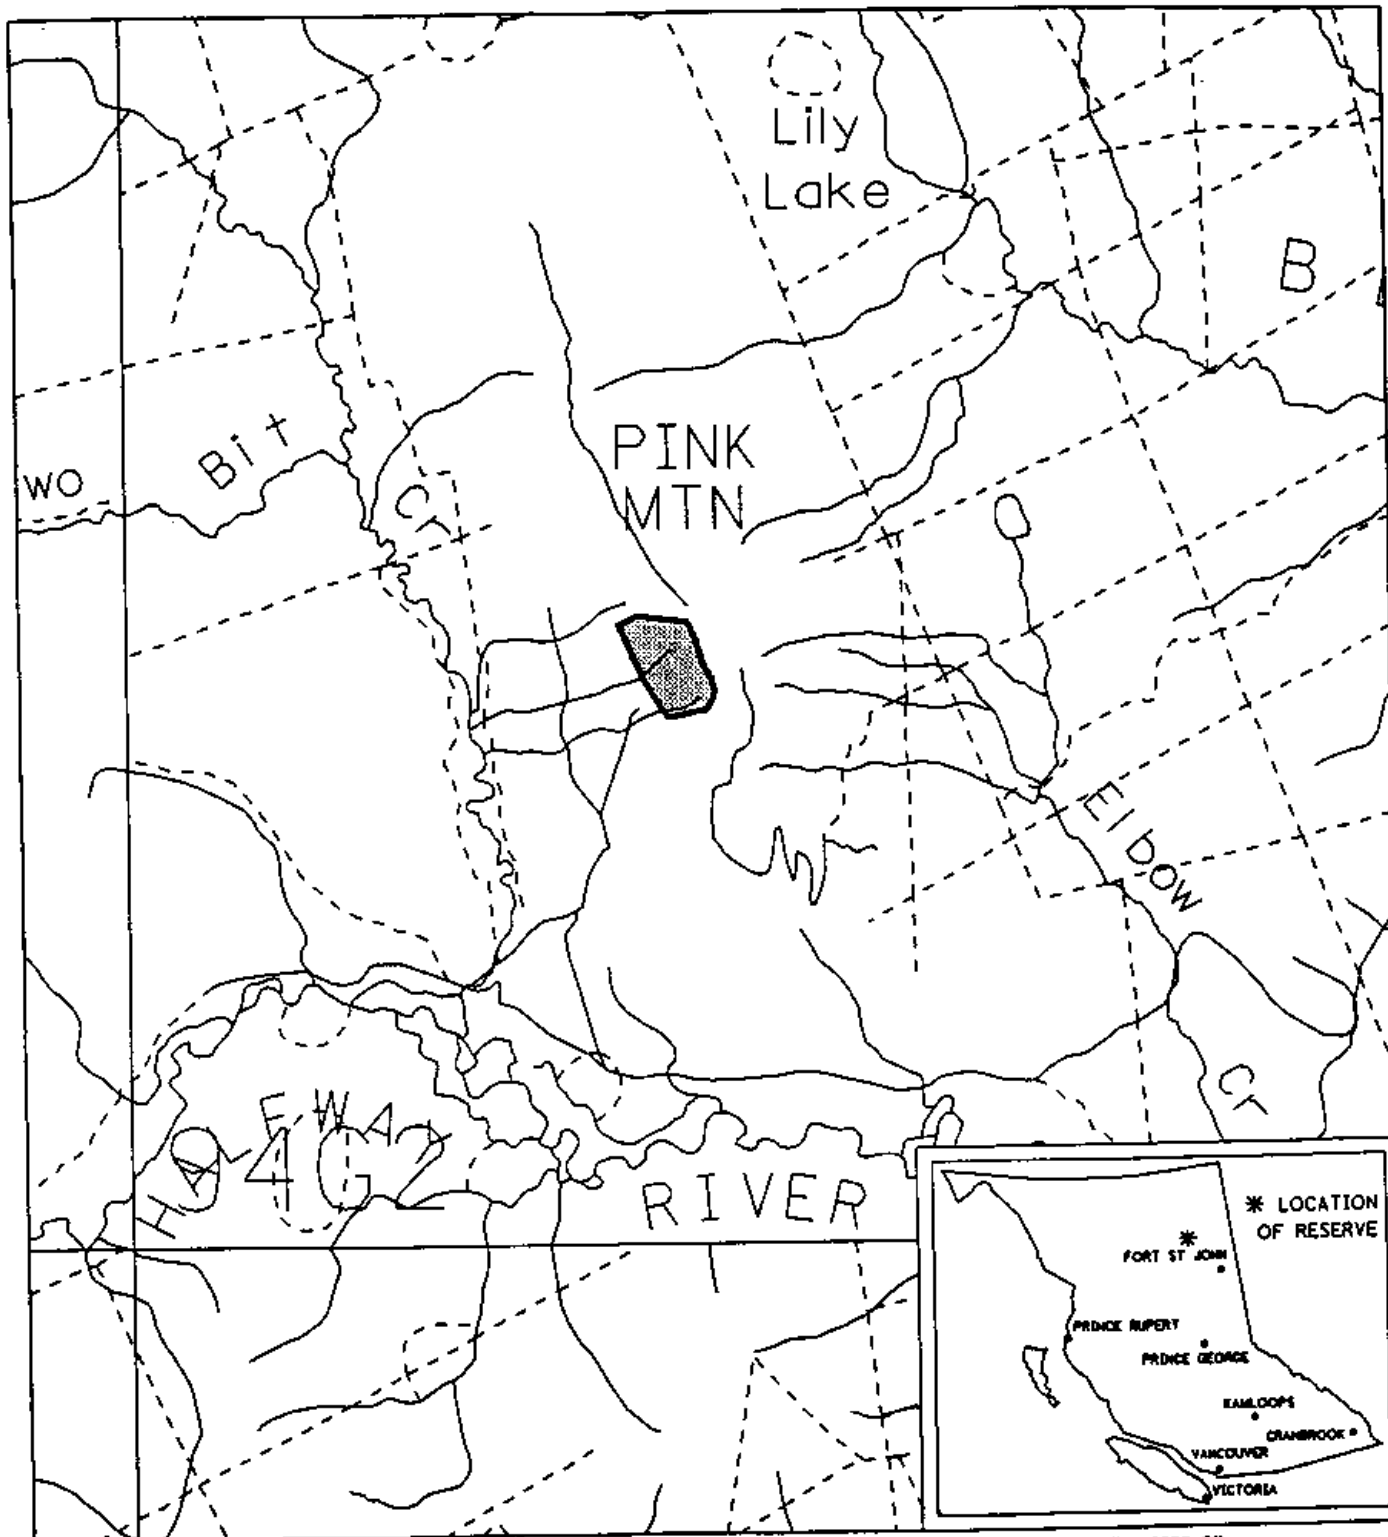 Lily
Lake
B
PINK
MTN
Bit
Cr
WO
Elbow
Cr
HALFWAY
94G2
RIVER
* LOCATION
OF RESERVE
FORT ST JOHN
PRINCE RUPERT
PRINCE GEORGE
KAMLOOPS
CRANBROOK
VANCOUVER
VICTORIA